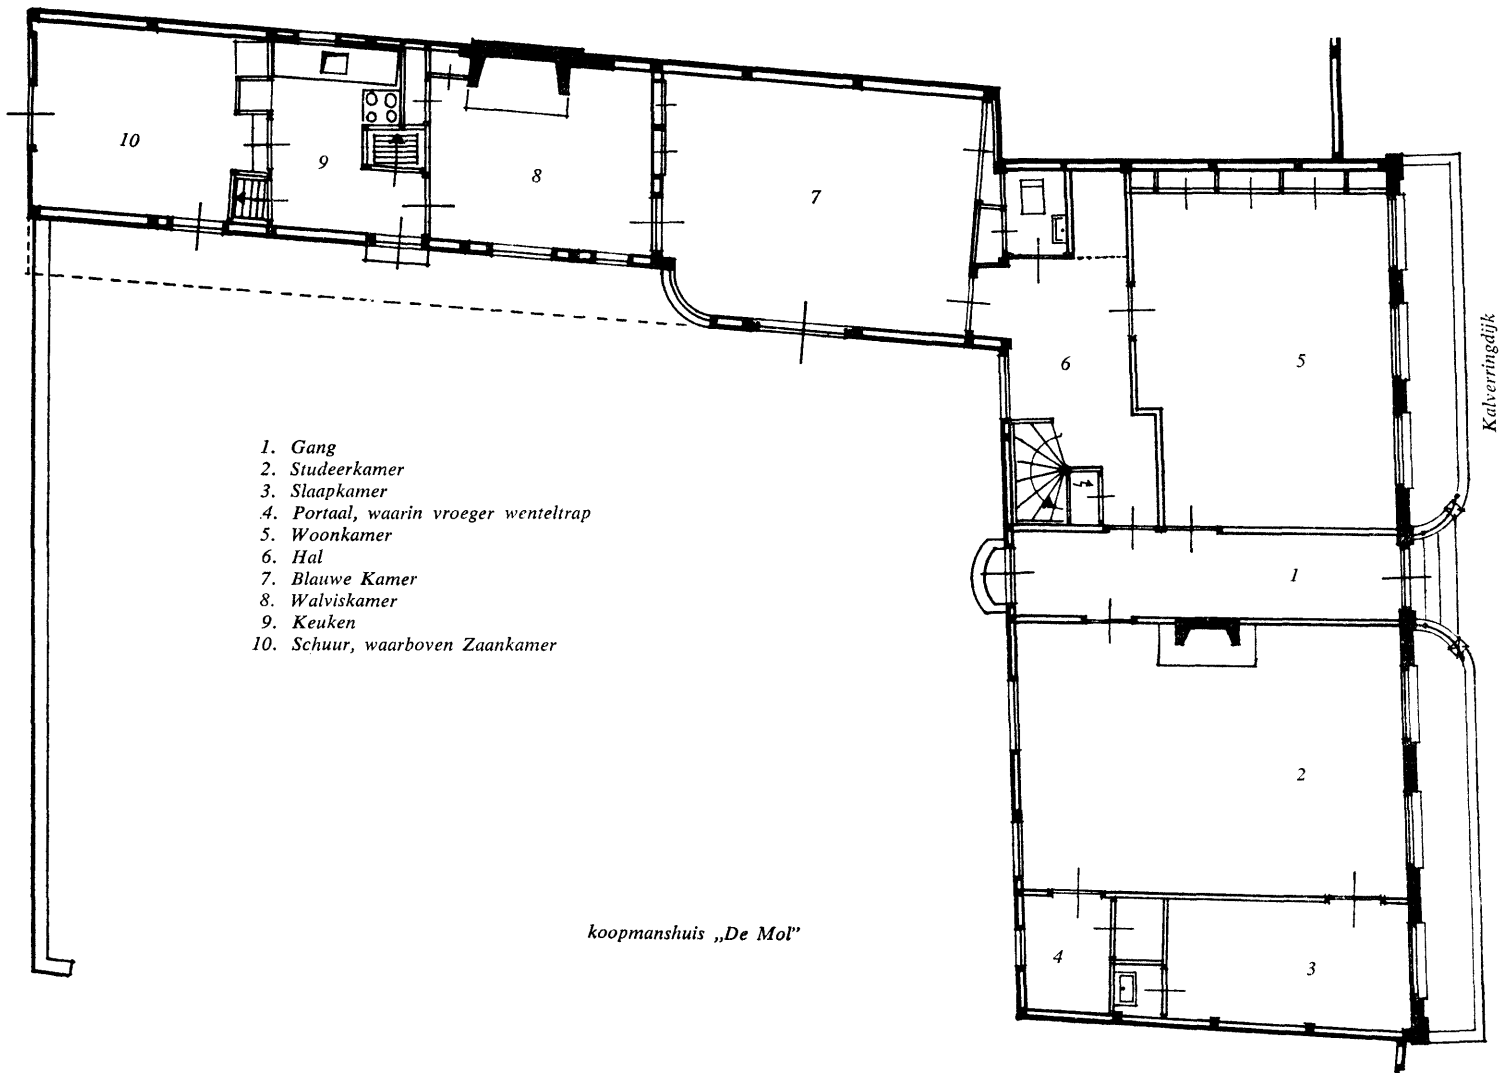 10
9
8
7
6
5
Kalverringdijk
1. Gang
2. Studeerkamer
3. Slaapkamer
4. Portaal, waarin vroeger wenteltrap
5. Woonkamer
6. Hal
7. Blauwe Kamer
8. Walviskamer
9. Keuken
10. Schuur, waarboven Zaankamer
1
2
koopmanshuis „De Mol”
4
3